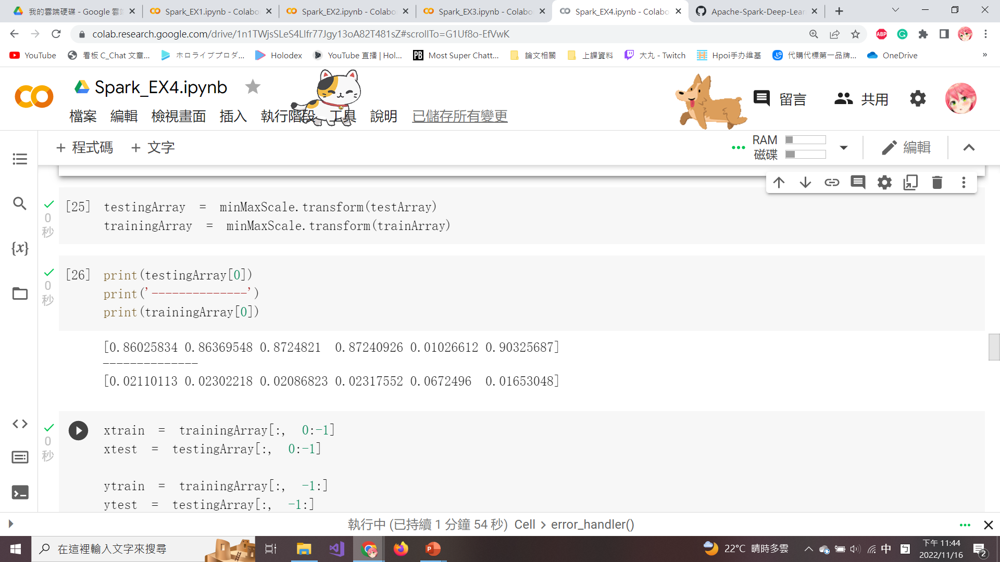 我的雲端硬碟 - Google 雲端
Spark_EX1.ipynb - Colabo
Spark_EX2.ipynb - Colabo
Spark_EX3.ipynb - Colabo
Spark_EX4.ipynb - Colabo
Apache-Spark-Deep-Lear
colab.research.google.com/drive/1n1TWjsSLeS4Llfr77Jgy13oA82T481sZ#scrollTo=G1Uf8o-EfVwK
ABP
YouTube
看板 C_Chat 文章...
ホロライブプロダ...
Holodex
YouTube 直播 | Hol...
PB Most Super Chatt...
論文相關
上課資料
大丸 - Twitch
Hpoi手办维基
代購代標第一品牌...
OneDrive
»
Spark_EX4.ipynb
檔案 編輯 檢視畫面 插入 執行階段 工具 說明 已儲存所有變更
留言
共用
+ 程式碼 + 文字
RAM
磁碟
編輯
[25] testingArray = minMaxScale.transform(testArray)
trainingArray = minMaxScale.transform(trainArray)
0
秒
{x}
[26] print(testingArray[0])
print('--------------')
print(trainingArray[0])
0
秒
[0.86025834 0.86369548 0.8724821  0.87240926 0.01026612 0.90325687]
--------------
[0.02110113 0.02302218 0.02086823 0.02317552 0.0672496  0.01653048]
xtrain = trainingArray[:, 0:-1]
xtest = testingArray[:, 0:-1]
0
秒
ytrain = trainingArray[:, -1:]
ytest = testingArray[:, -1:]
執行中 (已持續 1 分鐘 54 秒) Cell > error_handler()
在這裡輸入文字來搜尋
22°C 晴時多雲
中
下午 11:44
2022/11/16
2